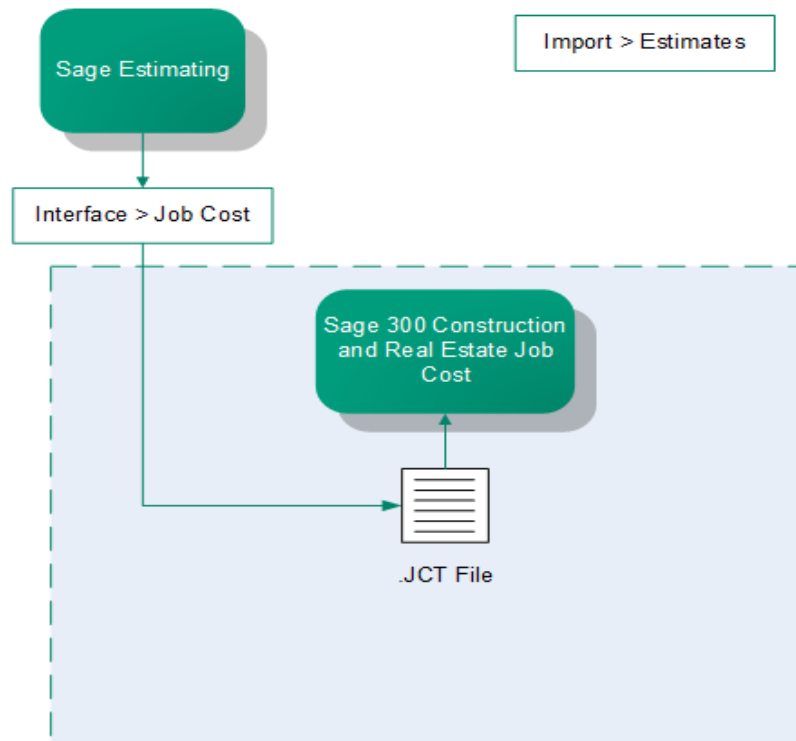 Sage Estimating
Import > Estimates
Interface > Job Cost
Sage 300 Construction
and Real Estate Job
Cost
.JCT File